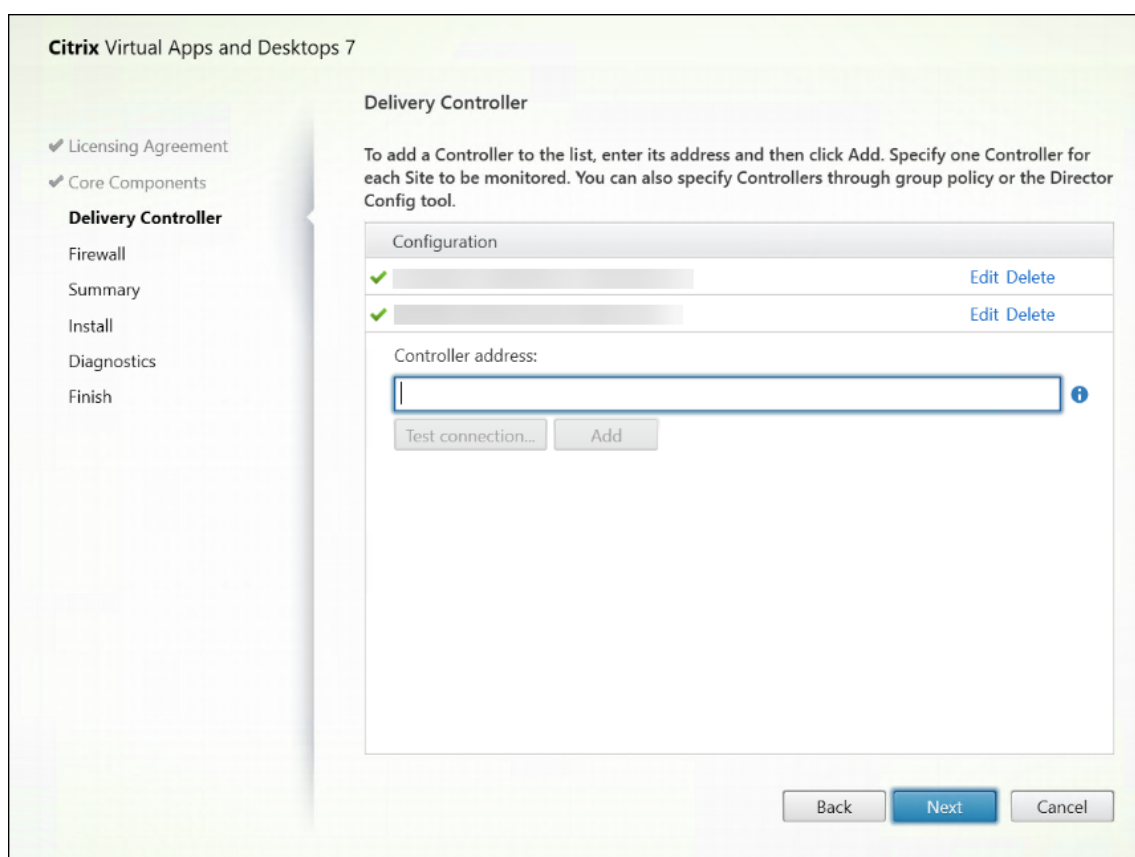 Citrix Virtual Apps and Desktops 7
Licensing Agreement
Core Components
Delivery Controller
Firewall
Summary
Install
Diagnostics
Finish
Delivery Controller
To add a Controller to the list, enter its address and then click Add. Specify one Controller for
each Site to be monitored. You can also specify Controllers through group policy or the Director
Config tool.
Configuration
Edit Delete
Edit Delete
Controller address:
Test connection... Add
Back Next Cancel